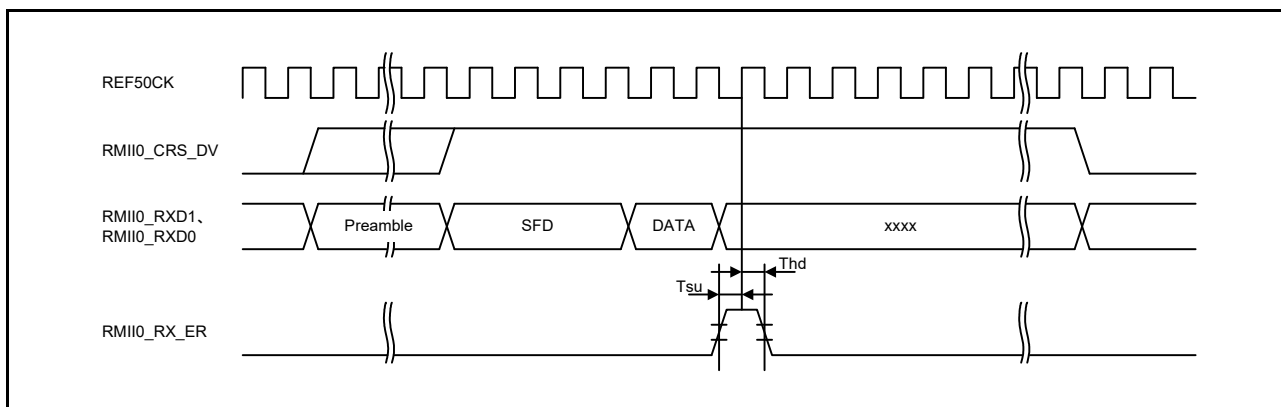 REF50CK
RMII0_CRS_DV
RMII0_RXD1、
RMII0_RXD0
Preamble
SFD
DATA
xxxx
Thd
Tsu
RMII0_RX_ER